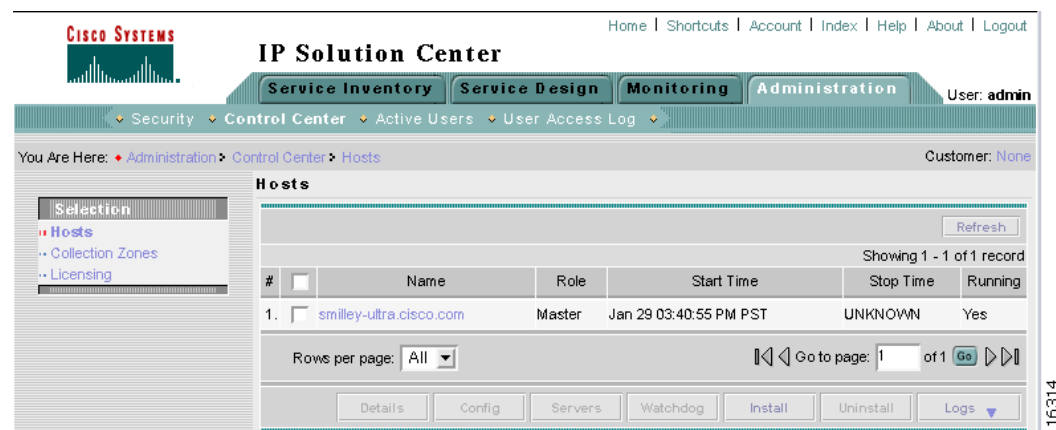 CISCO SYSTEMS
Home | Shortcuts | Account | Index | Help | About | Logout
IP Solution Center
Service Inventory Service Design Monitoring Administration User: admin
Security Control Center Active Users User Access Log
You Are Here: Administration Control Center Hosts Customer: None
Hosts
Selection
Hosts
Collection Zones
Licensing
Refresh
Showing 1 - 1 of 1 record
# Name Role Start Time Stop Time Running
1. smilley-ultra.cisco.com Master Jan 29 03:40:55 PM PST UNKNOWN Yes
Rows per page: All Go to page: 1 of 1 Go
Details Config Servers Watchdog Install Uninstall Logs